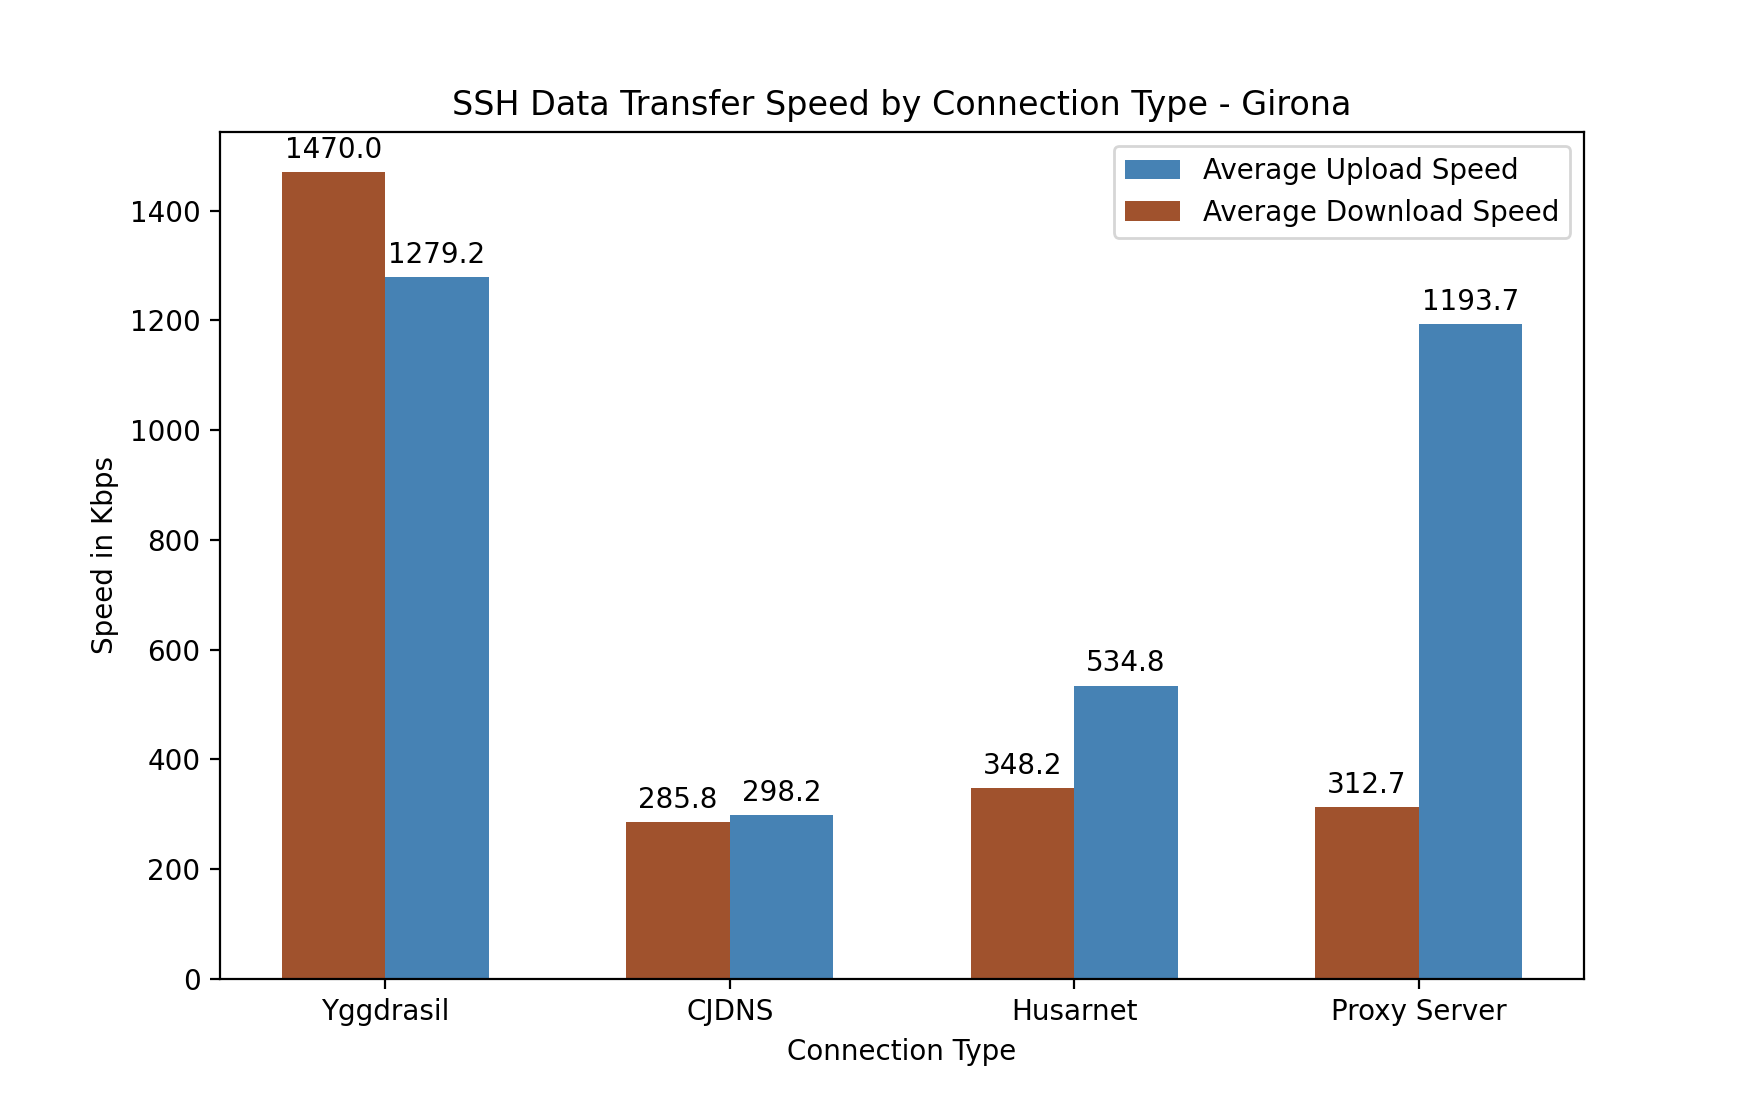 SSH Data Transfer Speed by Connection Type - Girona
1470.0
1279.2
285.8
298.2
348.2
534.8
312.7
1193.7
Average Upload Speed
Average Download Speed
Speed in Kbps
1400
1200
1000
800
600
400
200
0
Yggdrasil
CJDNS
Husarnet
Proxy Server
Connection Type